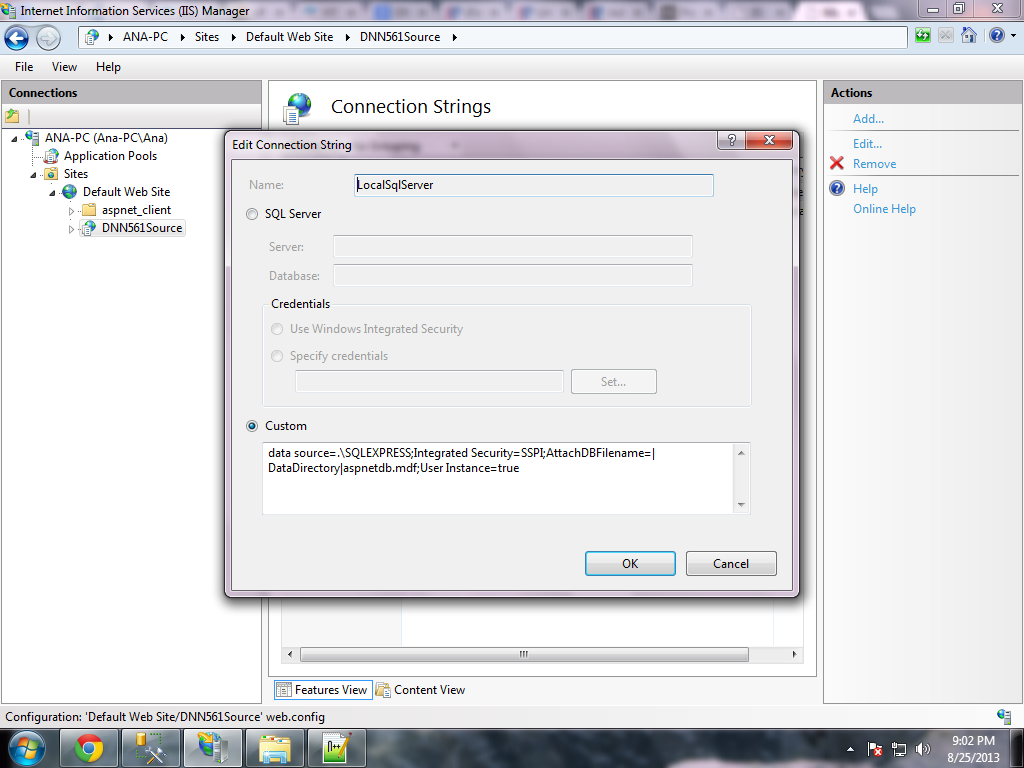 Internet Information Services (IIS) Manager
ANA-PC
Sites
Default Web Site
DNN561Source
File View Help
Connections
ANA-PC (Ana-PC\Ana)
Application Pools
Sites
Default Web Site
aspnet_client
DNN561Source
Connection Strings
Edit Connection String
Name: LocalSqlServer
SQL Server
Server:
Database:
Credentials
Use Windows Integrated Security
Specify credentials
Set...
Custom
data source=.\SQLEXPRESS;Integrated Security=SSPI;AttachDBFilename=|
DataDirectory|aspnetdb.mdf;User Instance=true
OK Cancel
Actions
Add...
Edit...
Remove
Help
Online Help
Features View Content View
Configuration: 'Default Web Site/DNN561Source' web.config
9:02 PM
8/25/2013